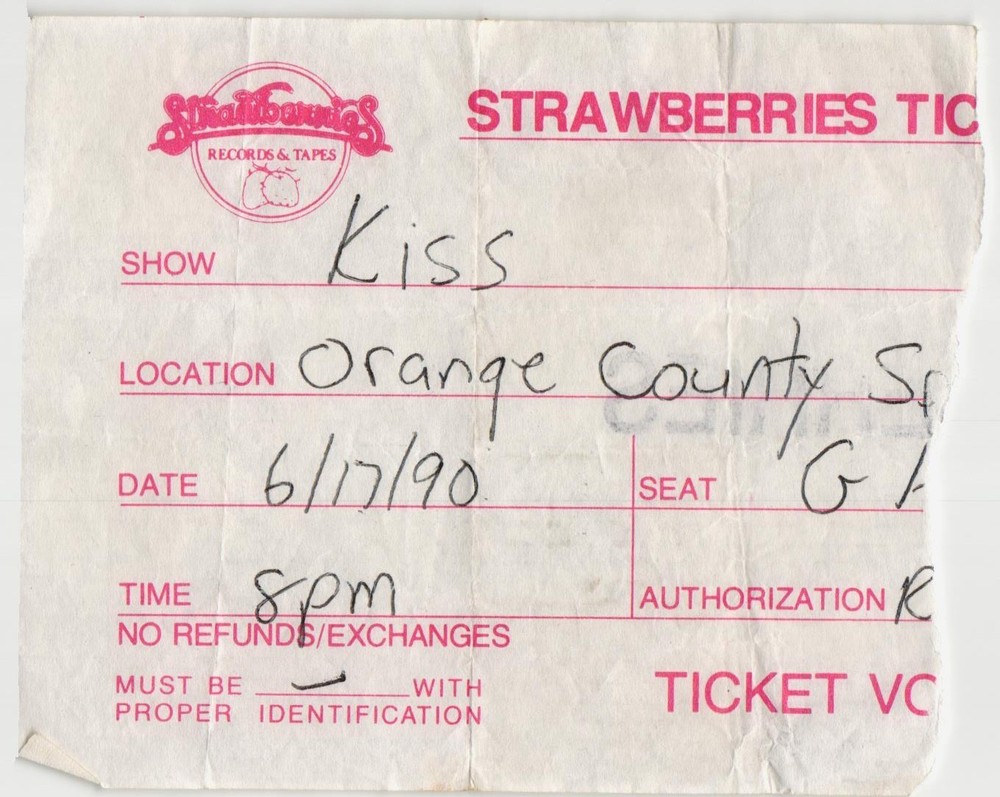 Strawberries
RECORDS & TAPES
STRAWBERRIES TIC
SHOW Kiss
LOCATION Orange County Sp
DATE 6/17/90
SEAT G A
TIME 8pm
AUTHORIZATION R
NO REFUNDS/EXCHANGES
MUST BE ______ WITH
PROPER IDENTIFICATION
TICKET VO